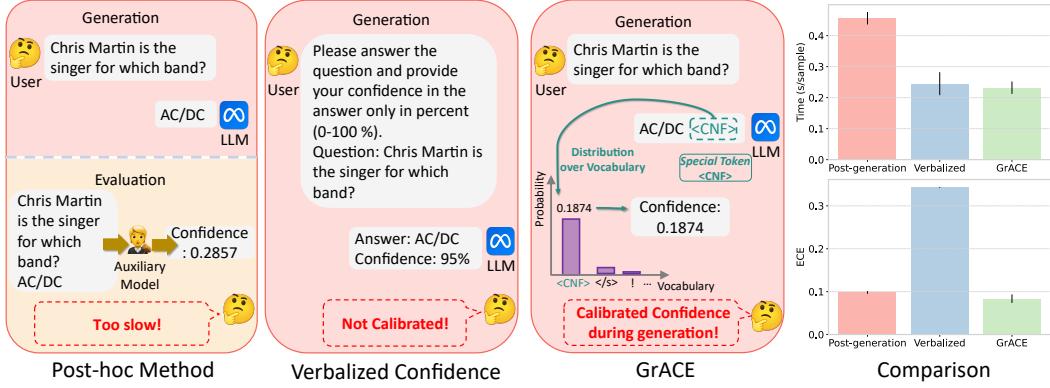 Generation
Chris Martin is the
singer for which band?
User
AC/DC
LLM
Evaluation
Chris Martin
is the singer
for which
band?
AC/DC
Auxiliary
Model
Confidence
: 0.2857
Too slow!
Post-hoc Method
Generation
Please answer the
question and provide
your confidence in the
answer only in percent
(0-100 %).
Question: Chris Martin is
the singer for which
band?
User
Answer: AC/DC
Confidence: 95%
LLM
Not Calibrated!
Verbalized Confidence
Generation
Chris Martin is the
singer for which band?
User
AC/DC <CNF>
LLM
Distribution
over Vocabulary
Special Token
<CNF>
Probability
0.1874
Confidence:
0.1874
<CNF> </s> ! ...
Vocabulary
Calibrated Confidence
during generation!
GrACE
Time (s/sample)
0.4
0.3
0.2
0.1
0.0
Post-generation Verbalized GrACE
ECE
0.3
0.2
0.1
0.0
Post-generation Verbalized GrACE
Comparison